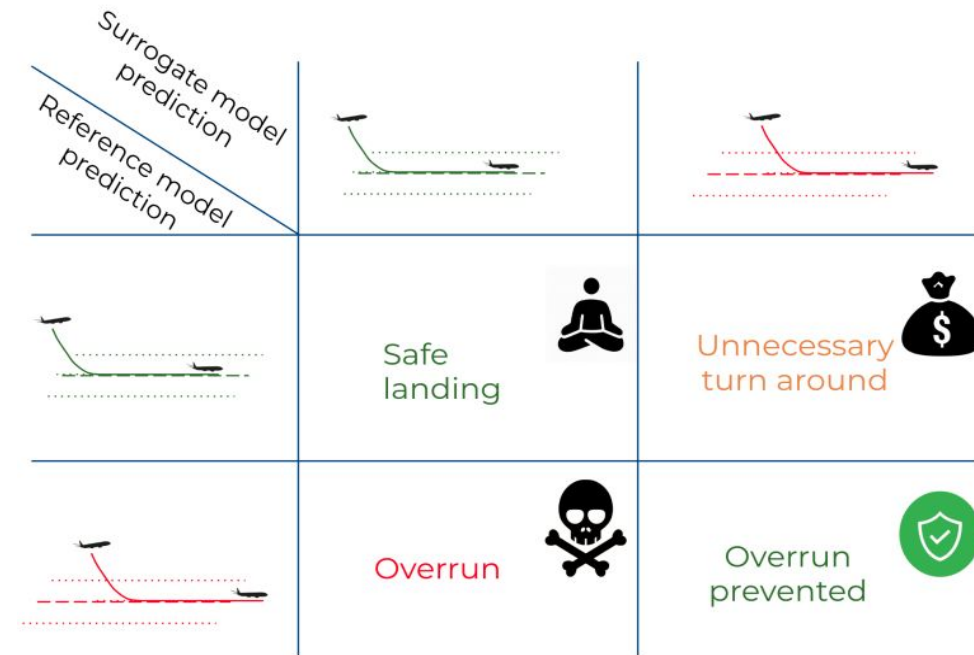 Surrogate model
prediction
Reference model
prediction
Safe
landing
Unnecessary
turn around
$
Overrun
Overrun
prevented